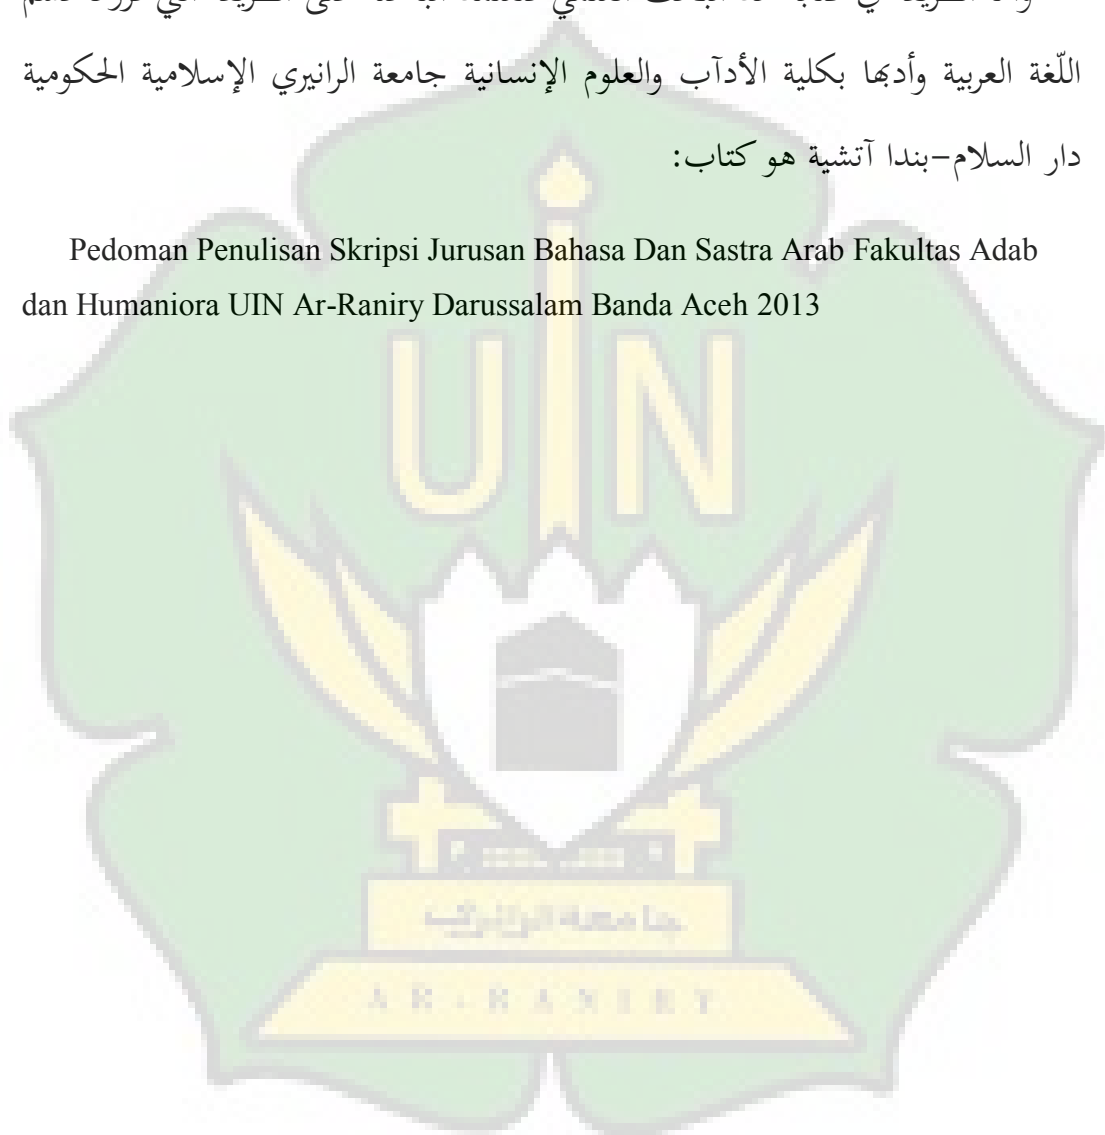 اللّغة العربية وأدبها بكلية الأدآب والعلوم الإنسانية جامعة الرانيري الإسلامية الحكومية
دار السلام-بندا آتشية هو كتاب:
Pedoman Penulisan Skripsi Jurusan Bahasa Dan Sastra Arab Fakultas Adab
dan Humaniora UIN Ar-Raniry Darussalam Banda Aceh 2013
UIN
جامعة الرانيري
AR-RANIRY